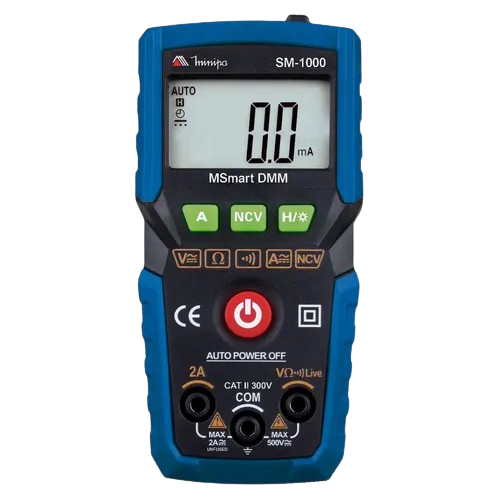 Minipa SM-1000
AUTO
H
0.0 mA
MSmart DMM
A NCV H/
V Ω A NCV
CE
AUTO POWER OFF
2A VΩ Live
CAT II 300V
COM
MAX MAX
2A 500V
UNFUSED